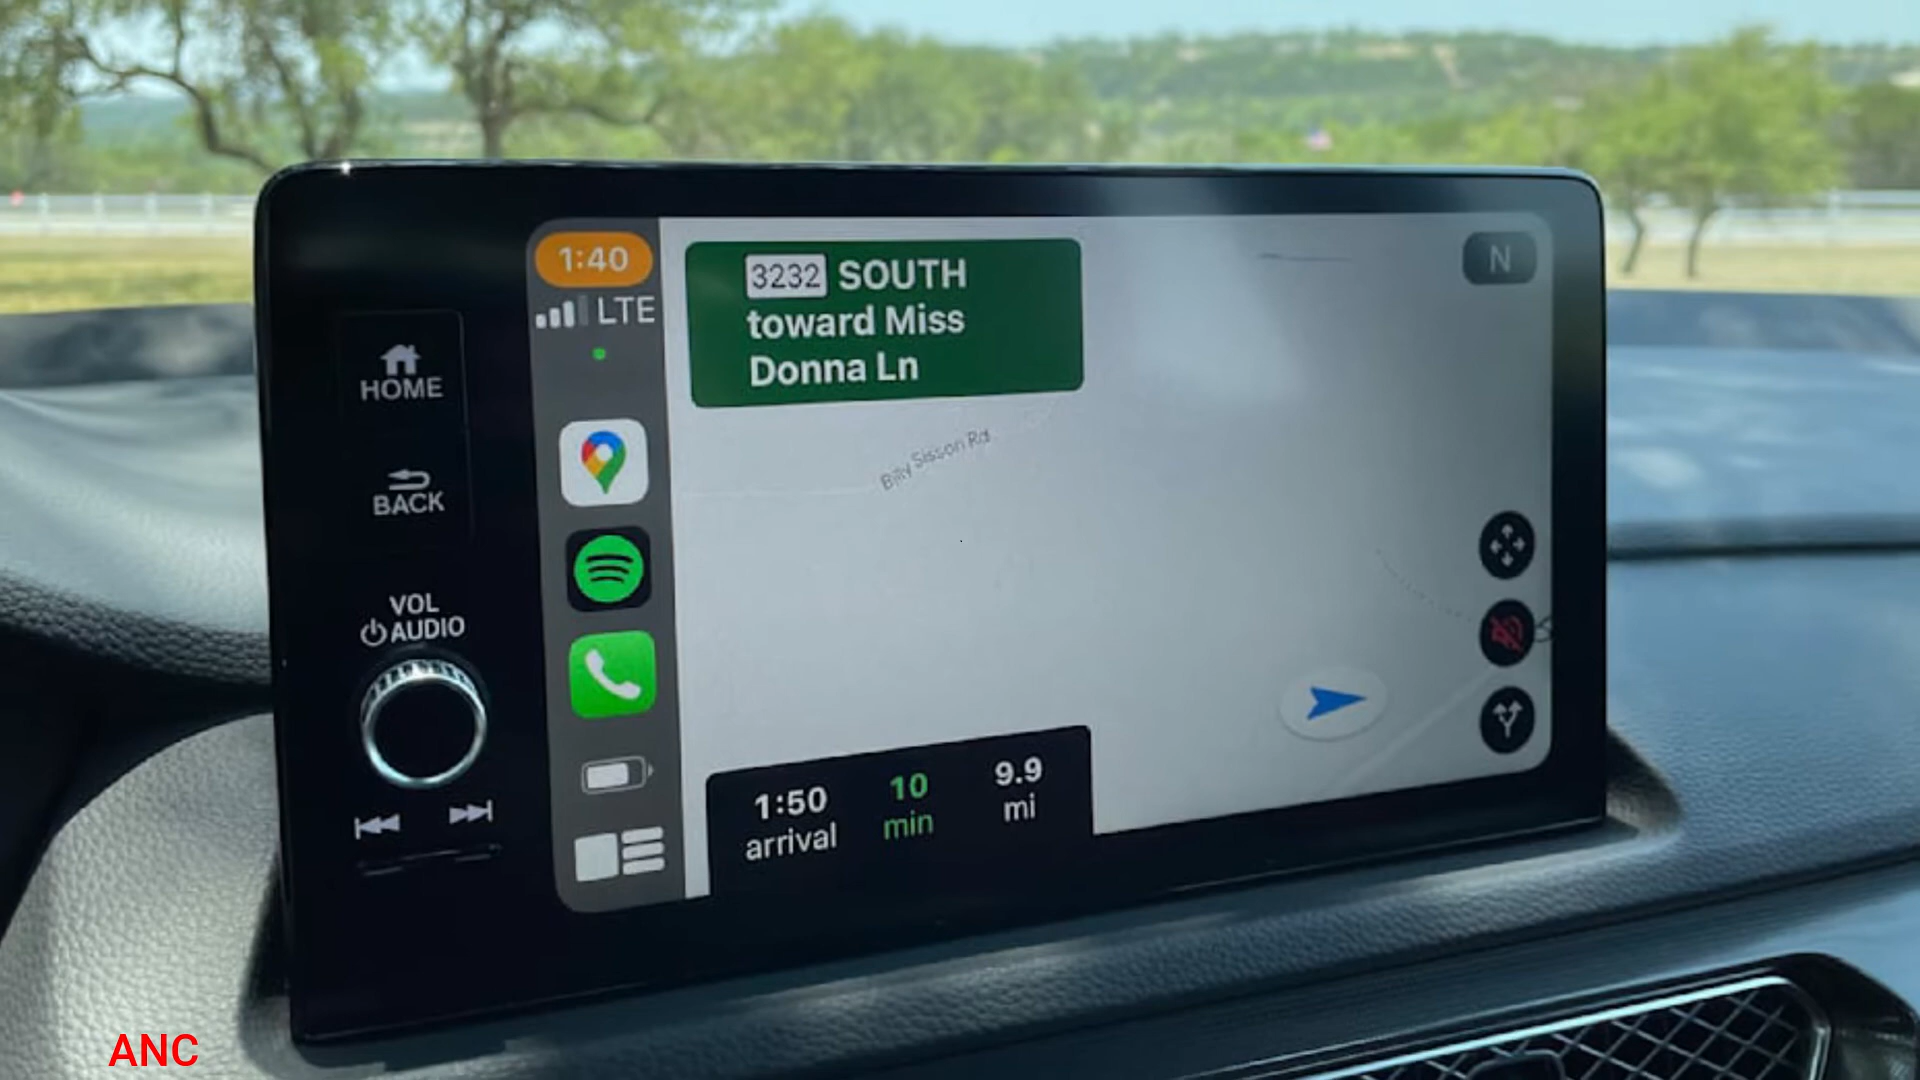 1:40
LTE
3232 SOUTH
toward Miss
Donna Ln
N
HOME
BACK
VOL
AUDIO
Billy Sisson Rd
1:50
arrival
10
min
9.9
mi
ANC